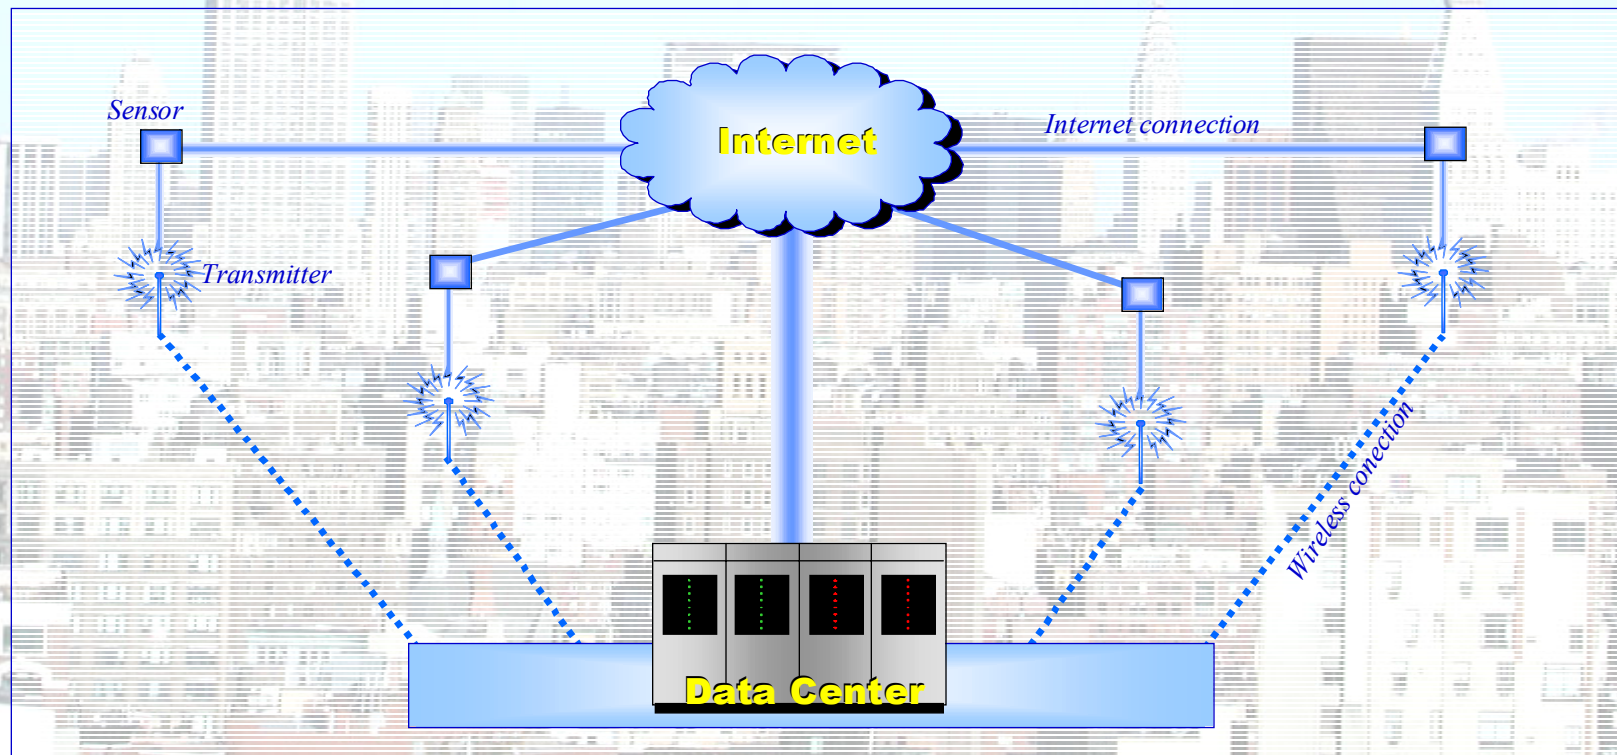 Sensor
Internet
Internet connection
Transmitter
Wireless conection
Data Center